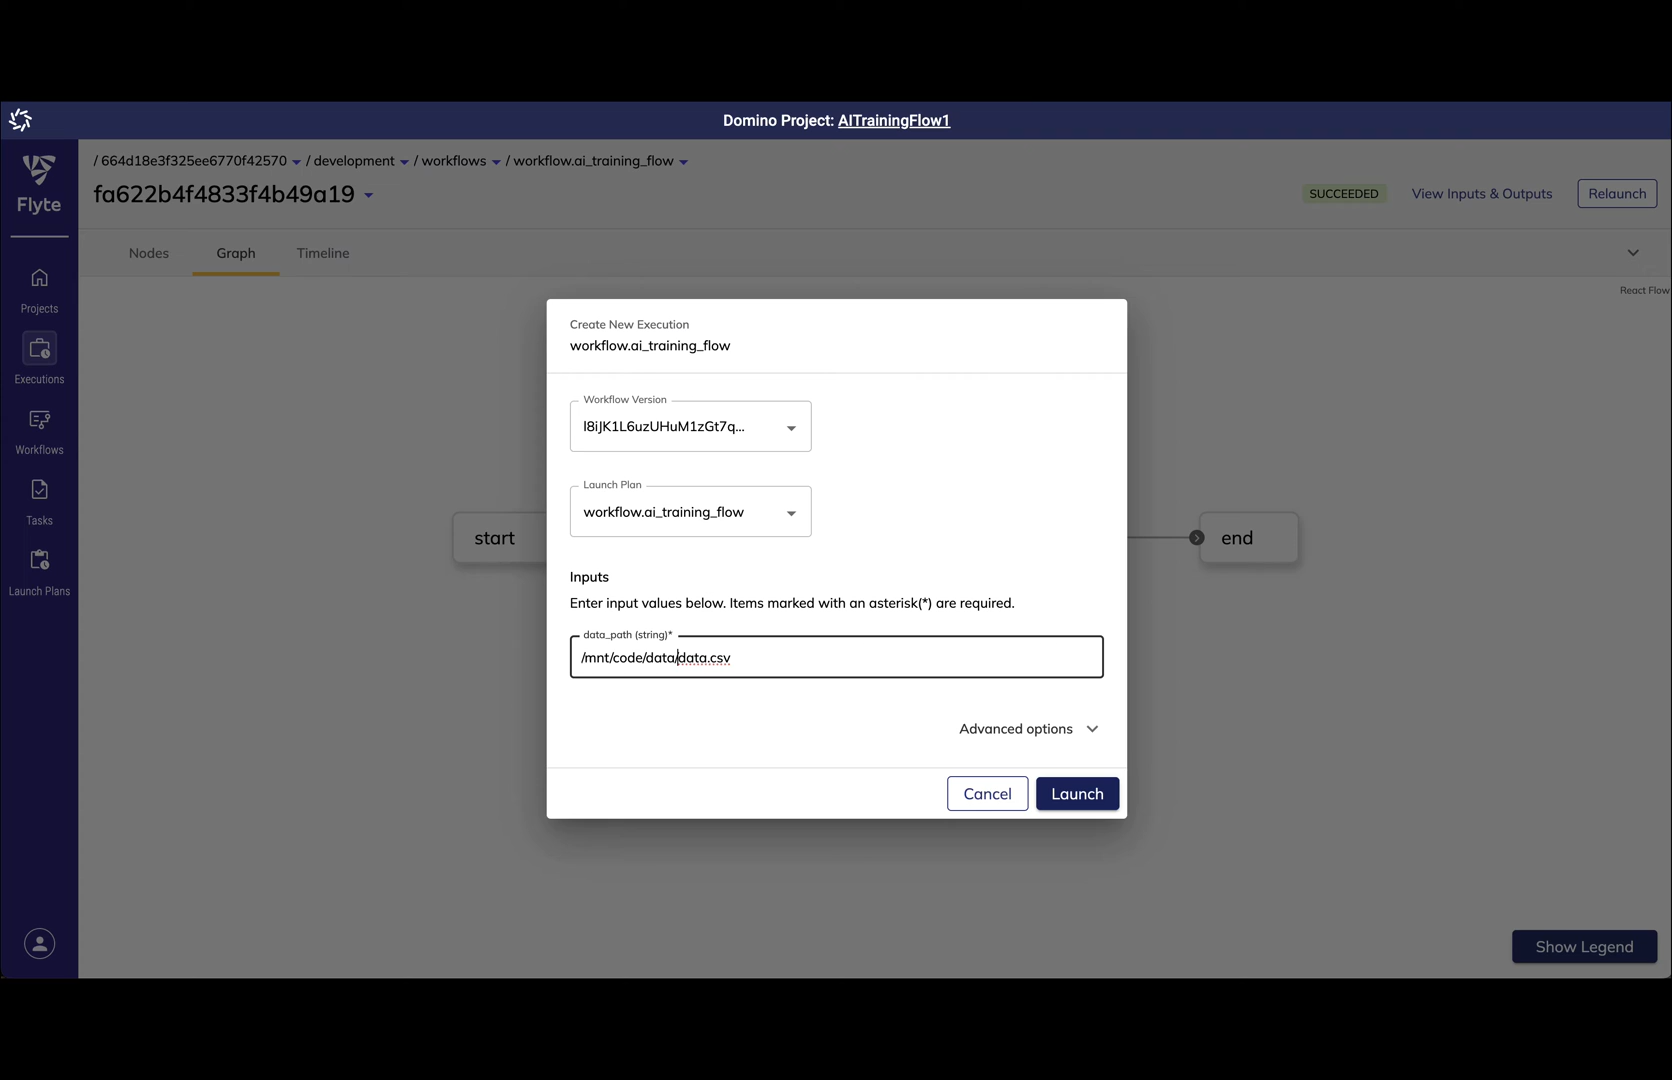 Domino Project: AITrainingFlow1
/ 664d18e3f325ee6770f42570 / development / workflows / workflow.ai_training_flow
Flyte
fa622b4f4833f4b49a19
SUCCEEDED
View Inputs & Outputs
Relaunch
Nodes
Graph
Timeline
React Flow
Projects
Executions
Workflows
Tasks
Launch Plans
start
end
Create New Execution
workflow.ai_training_flow
Workflow Version
l8iJK1L6uzUHuM1zGt7q...
Launch Plan
workflow.ai_training_flow
Inputs
Enter input values below. Items marked with an asterisk(*) are required.
data_path (string)*
/mnt/code/data/data.csv
Advanced options
Cancel
Launch
Show Legend